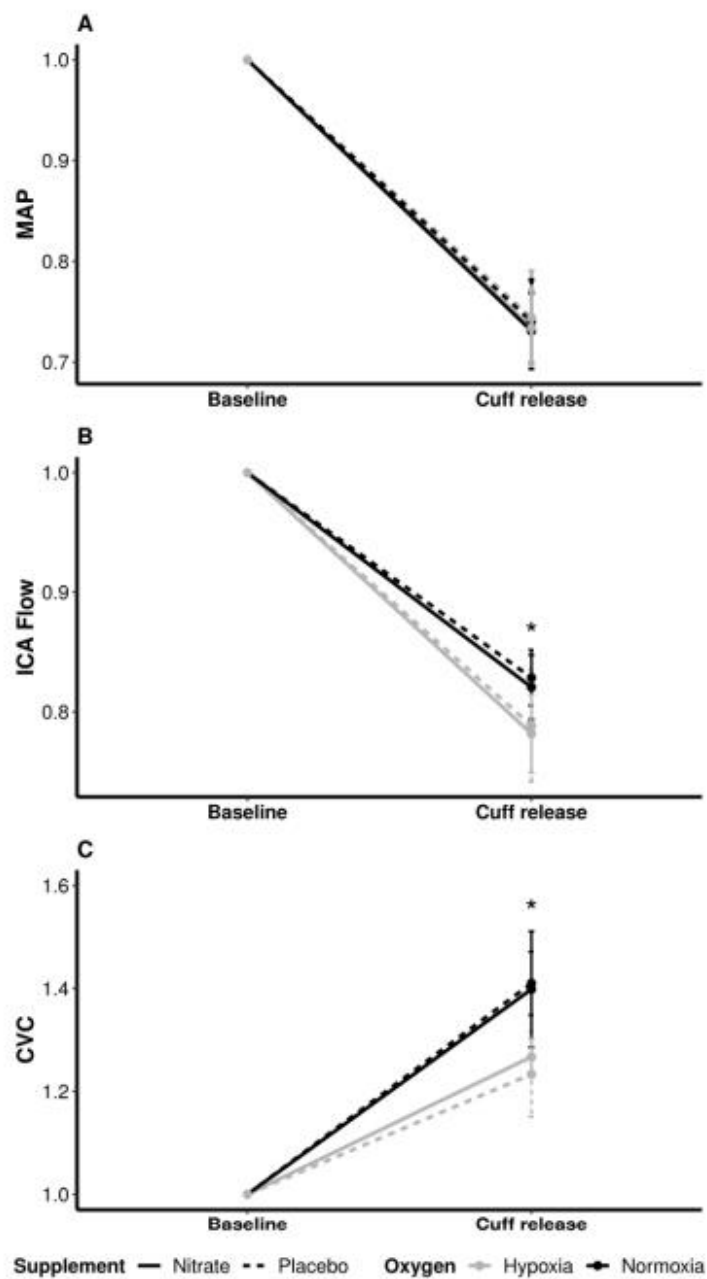 A
1.0
0.9
MAP
0.8
0.7
Baseline Cuff release
B
1.0
0.9
ICA Flow
0.8
Baseline Cuff release
C
1.6
*
1.4
CVC
1.2
1.0
Baseline Cuff release
Supplement Nitrate Placebo Oxygen Hypoxia Normoxia